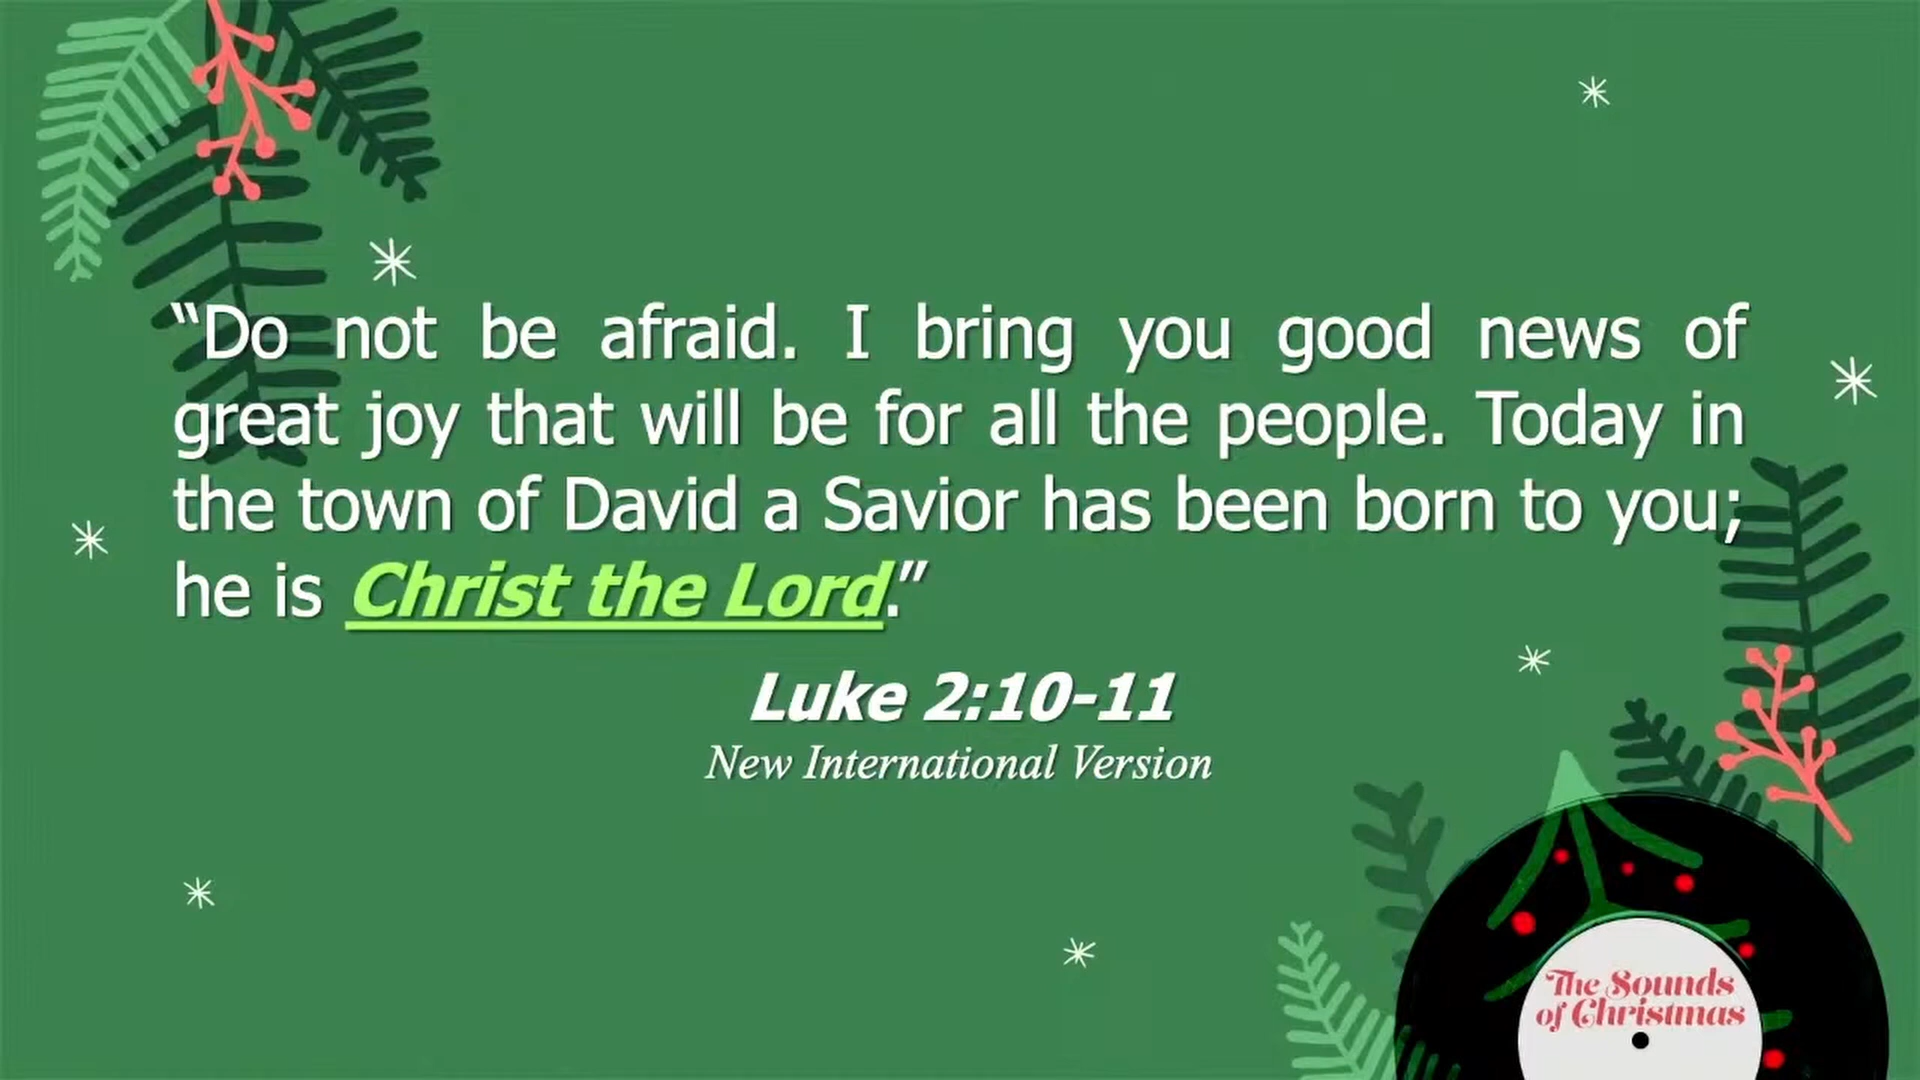 “Do not be afraid. I bring you good news of
great joy that will be for all the people. Today in
the town of David a Savior has been born to you;
he is Christ the Lord.”
Luke 2:10-11
New International Version
The Sounds
of Christmas